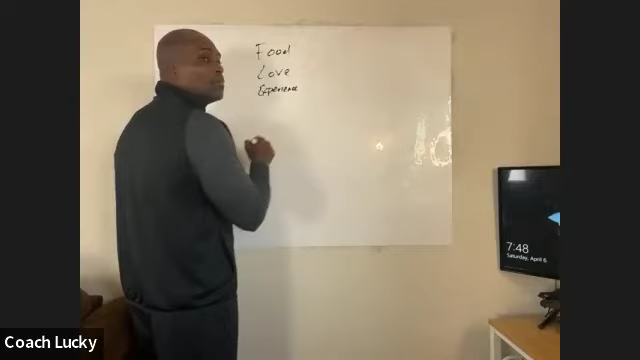 Food
Love
Experience
7:48
Saturday, April 6
Coach Lucky